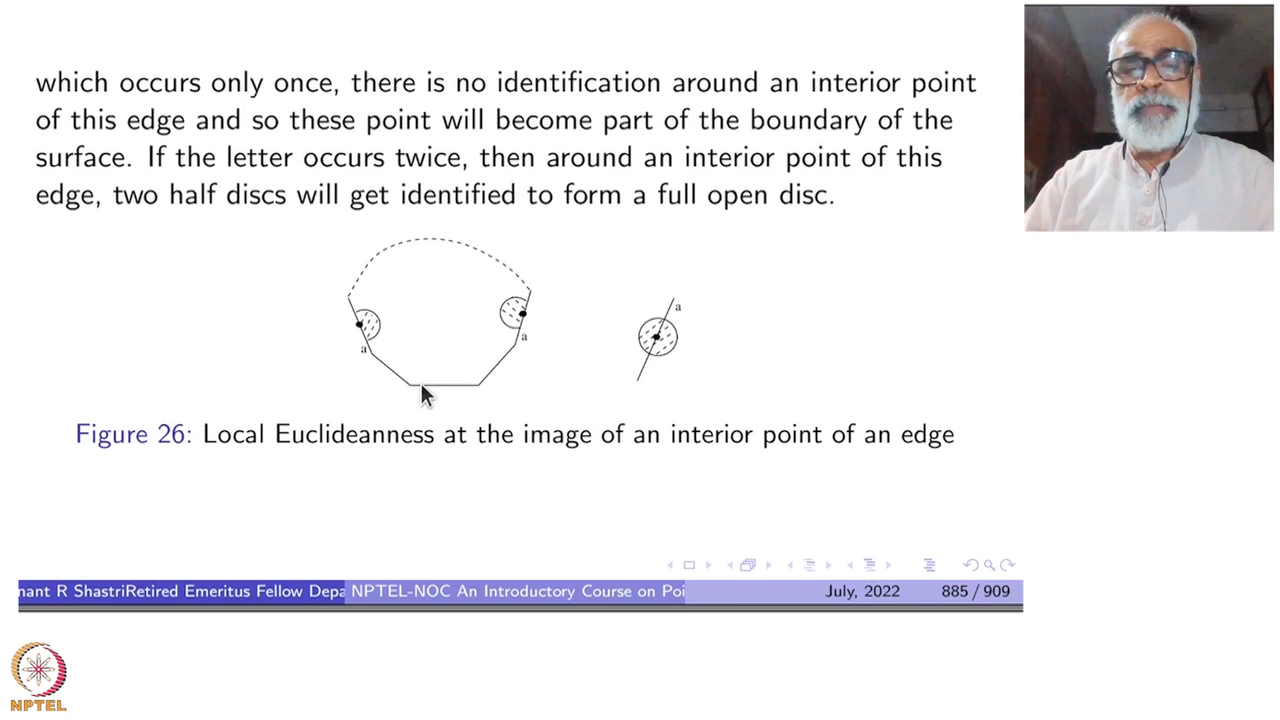 which occurs only once, there is no identification around an interior point
of this edge and so these point will become part of the boundary of the
surface. If the letter occurs twice, then around an interior point of this
edge, two half discs will get identified to form a full open disc.
a
a
a
Figure 26: Local Euclideanness at the image of an interior point of an edge
nant R ShastriRetired Emeritus Fellow Depa NPTEL-NOC An Introductory Course on Poi July, 2022 885 / 909
NPTEL